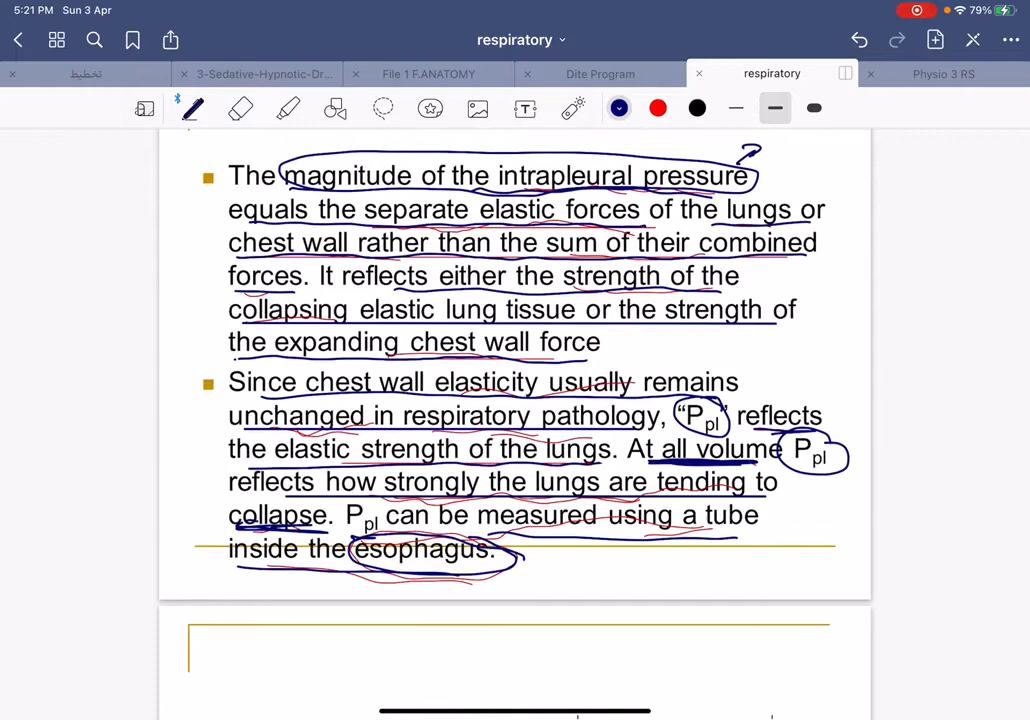 5:21 PM Sun 3 Apr
79%
respiratory
تخطيط
3-Sedative-Hypnotic-Dr...
File 1 F.ANATOMY
Dite Program
respiratory
Physio 3 RS
The magnitude of the intrapleural pressure
equals the separate elastic forces of the lungs or
chest wall rather than the sum of their combined
forces. It reflects either the strength of the
collapsing elastic lung tissue or the strength of
the expanding chest wall force
Since chest wall elasticity usually remains
unchanged in respiratory pathology, "Ppl" reflects
the elastic strength of the lungs. At all volume Ppl
reflects how strongly the lungs are tending to
collapse. Ppl can be measured using a tube
inside the esophagus.